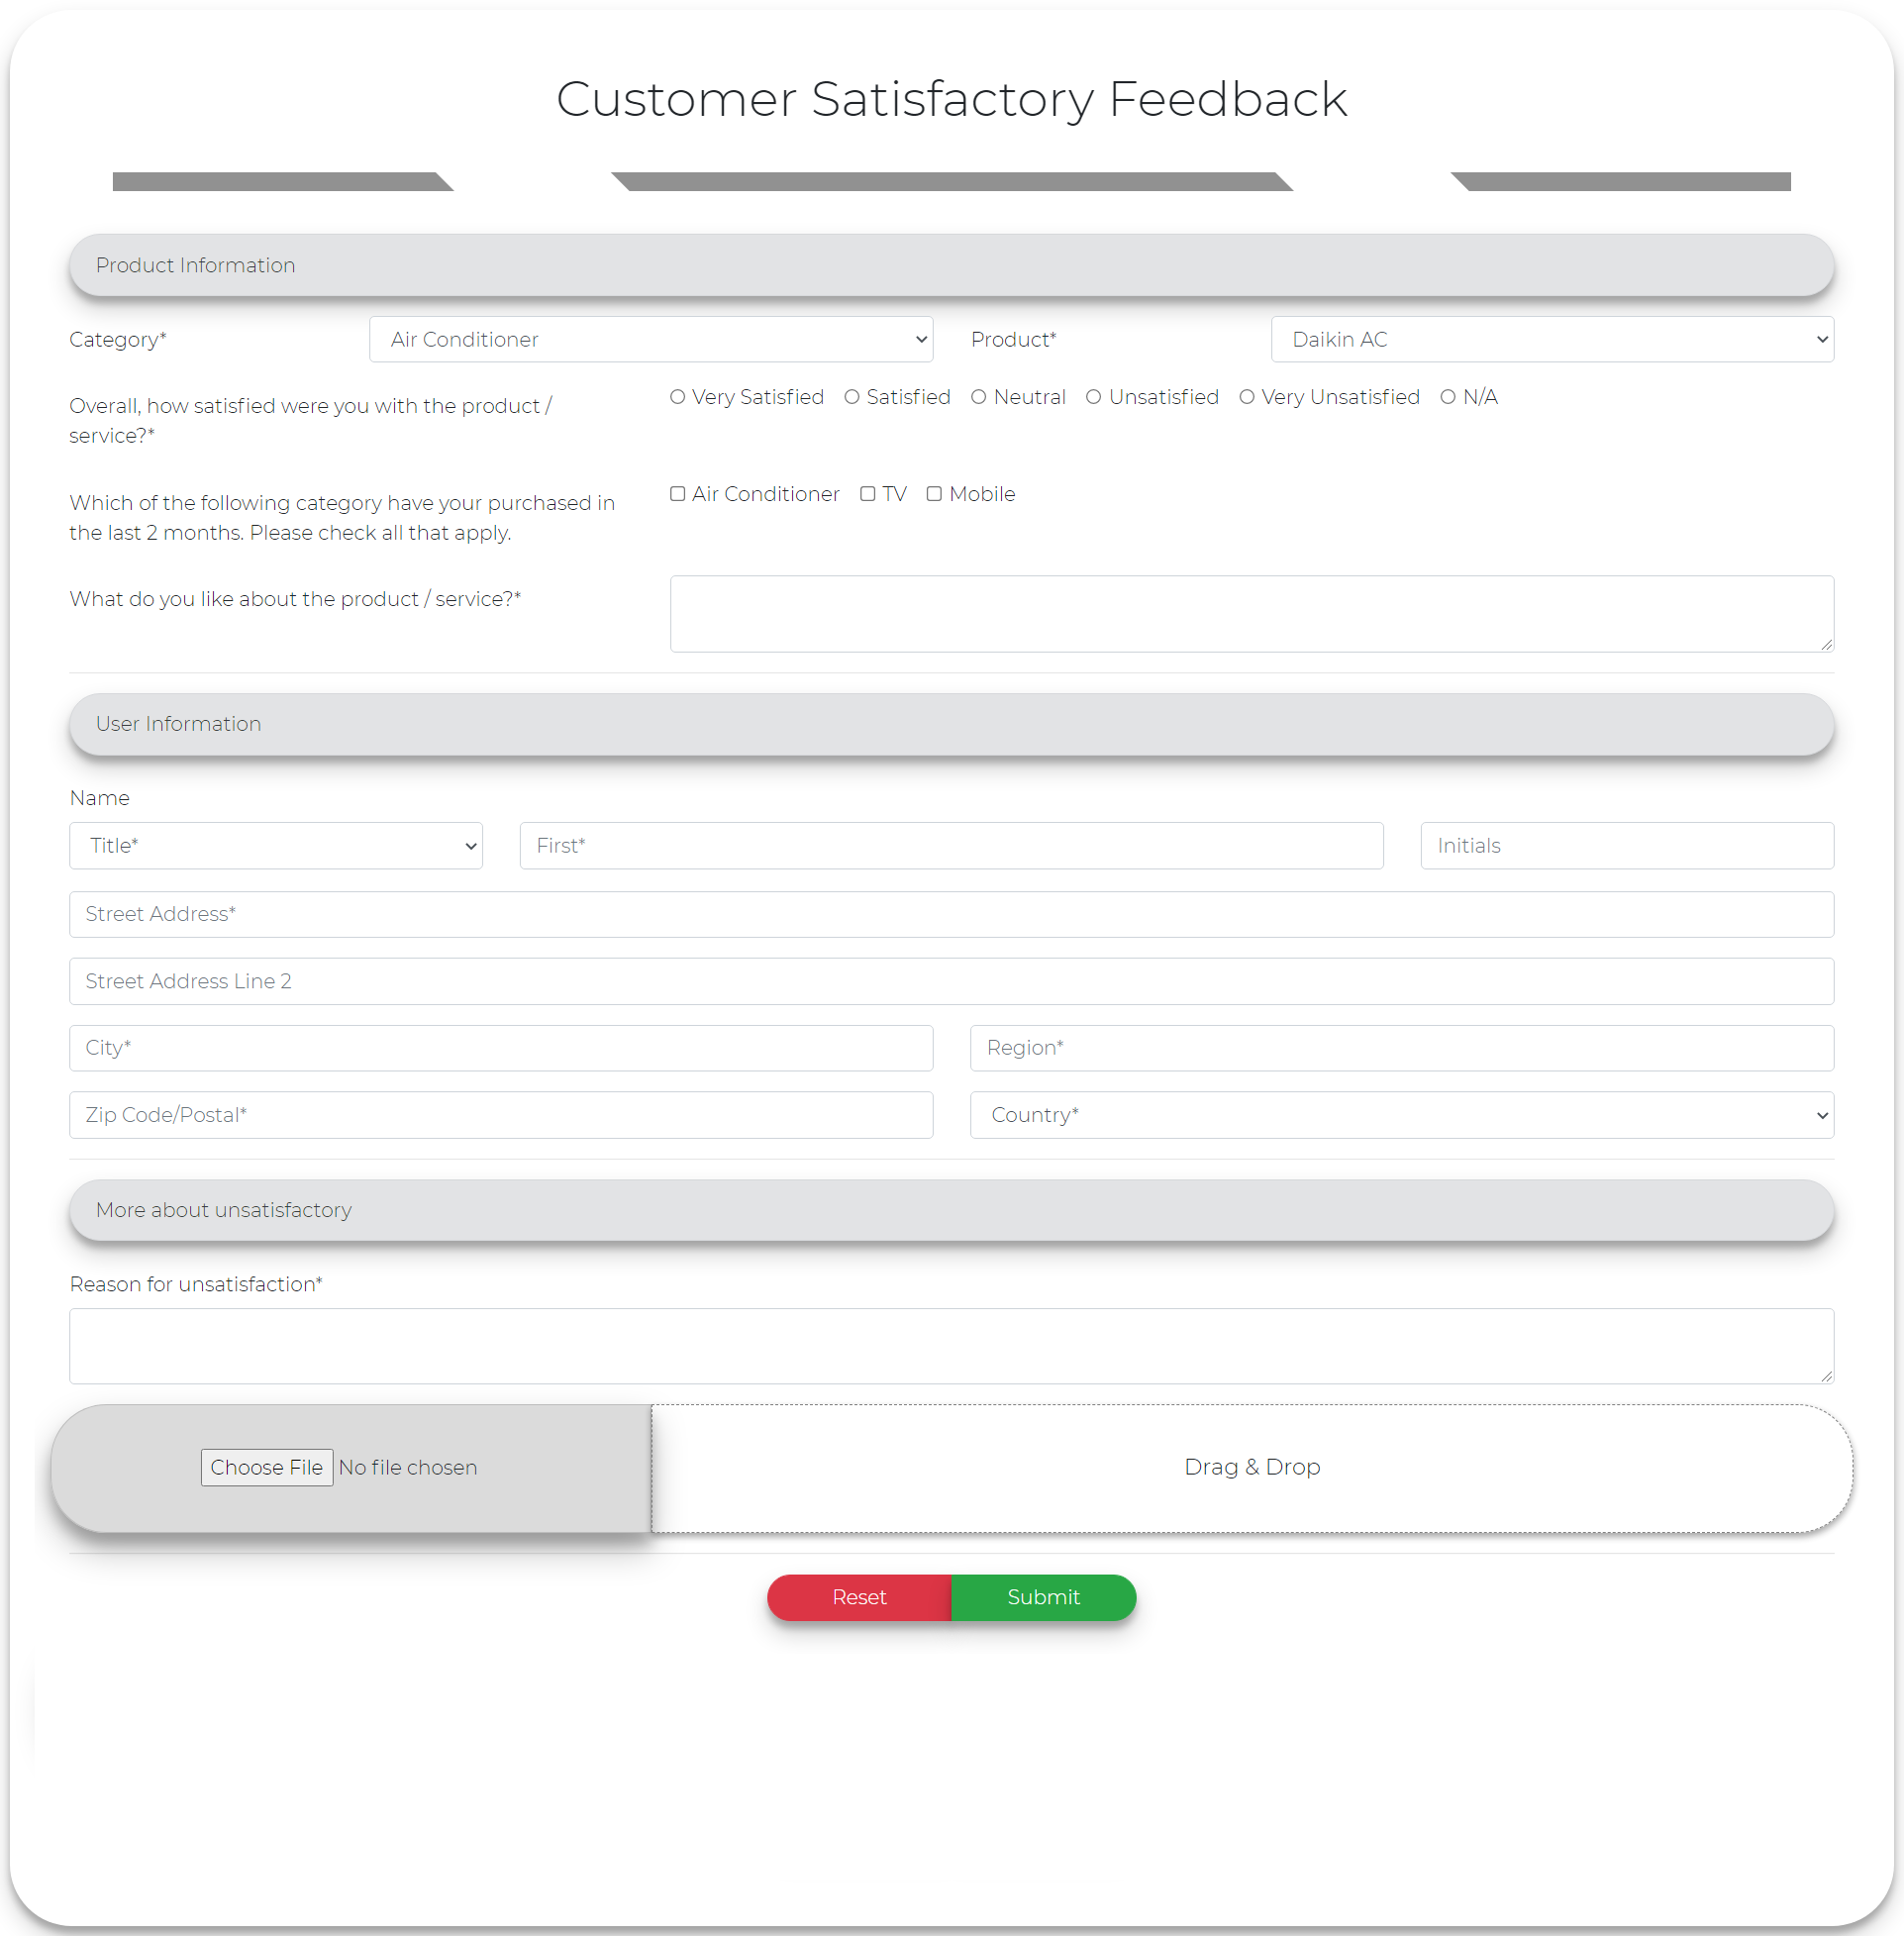 Customer Satisfactory Feedback
Product Information
Category* Air Conditioner Product* Daikin AC
Overall, how satisfied were you with the product /
service?*
Very Satisfied Satisfied Neutral Unsatisfied Very Unsatisfied N/A
Which of the following category have your purchased in
the last 2 months. Please check all that apply.
Air Conditioner TV Mobile
What do you like about the product / service?*
User Information
Name
Title* First* Initials
Street Address*
Street Address Line 2
City* Region*
Zip Code/Postal* Country*
More about unsatisfactory
Reason for unsatisfaction*
Choose File No file chosen Drag & Drop
Reset Submit